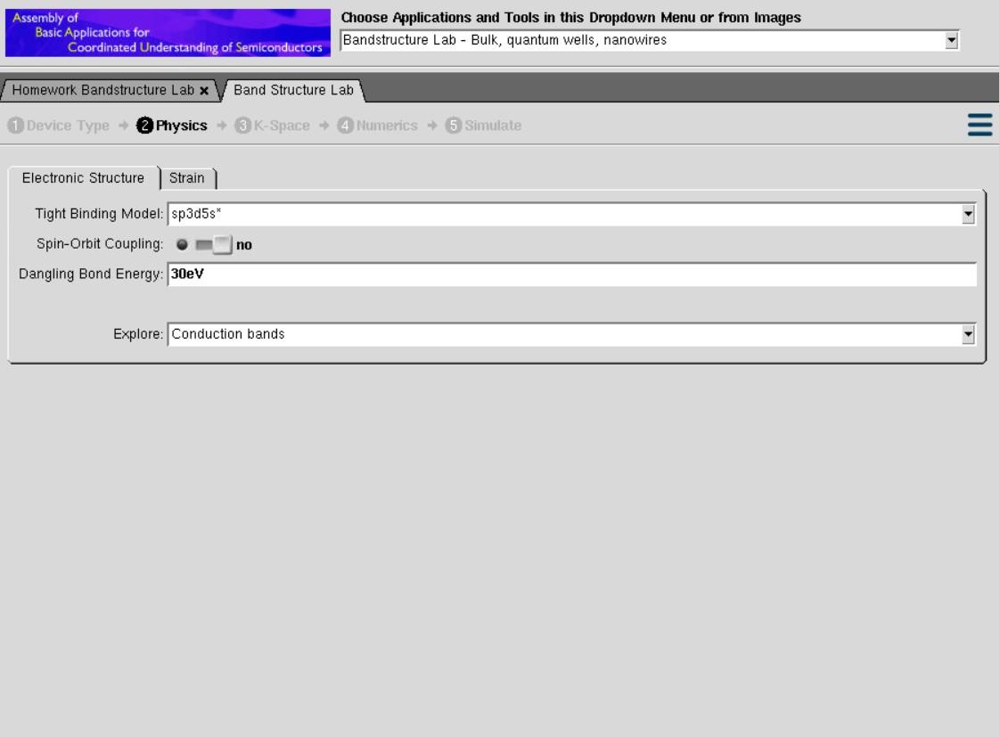 Assembly of
Basic Applications for
Coordinated Understanding of Semiconductors
Choose Applications and Tools in this Dropdown Menu or from Images
Bandstructure Lab - Bulk, quantum wells, nanowires
Homework Bandstructure Lab × Band Structure Lab
1 Device Type → 2 Physics → 3 K-Space → 4 Numerics → 5 Simulate
Electronic Structure Strain
Tight Binding Model: sp3d5s*
Spin-Orbit Coupling: no
Dangling Bond Energy: 30eV
Explore: Conduction bands